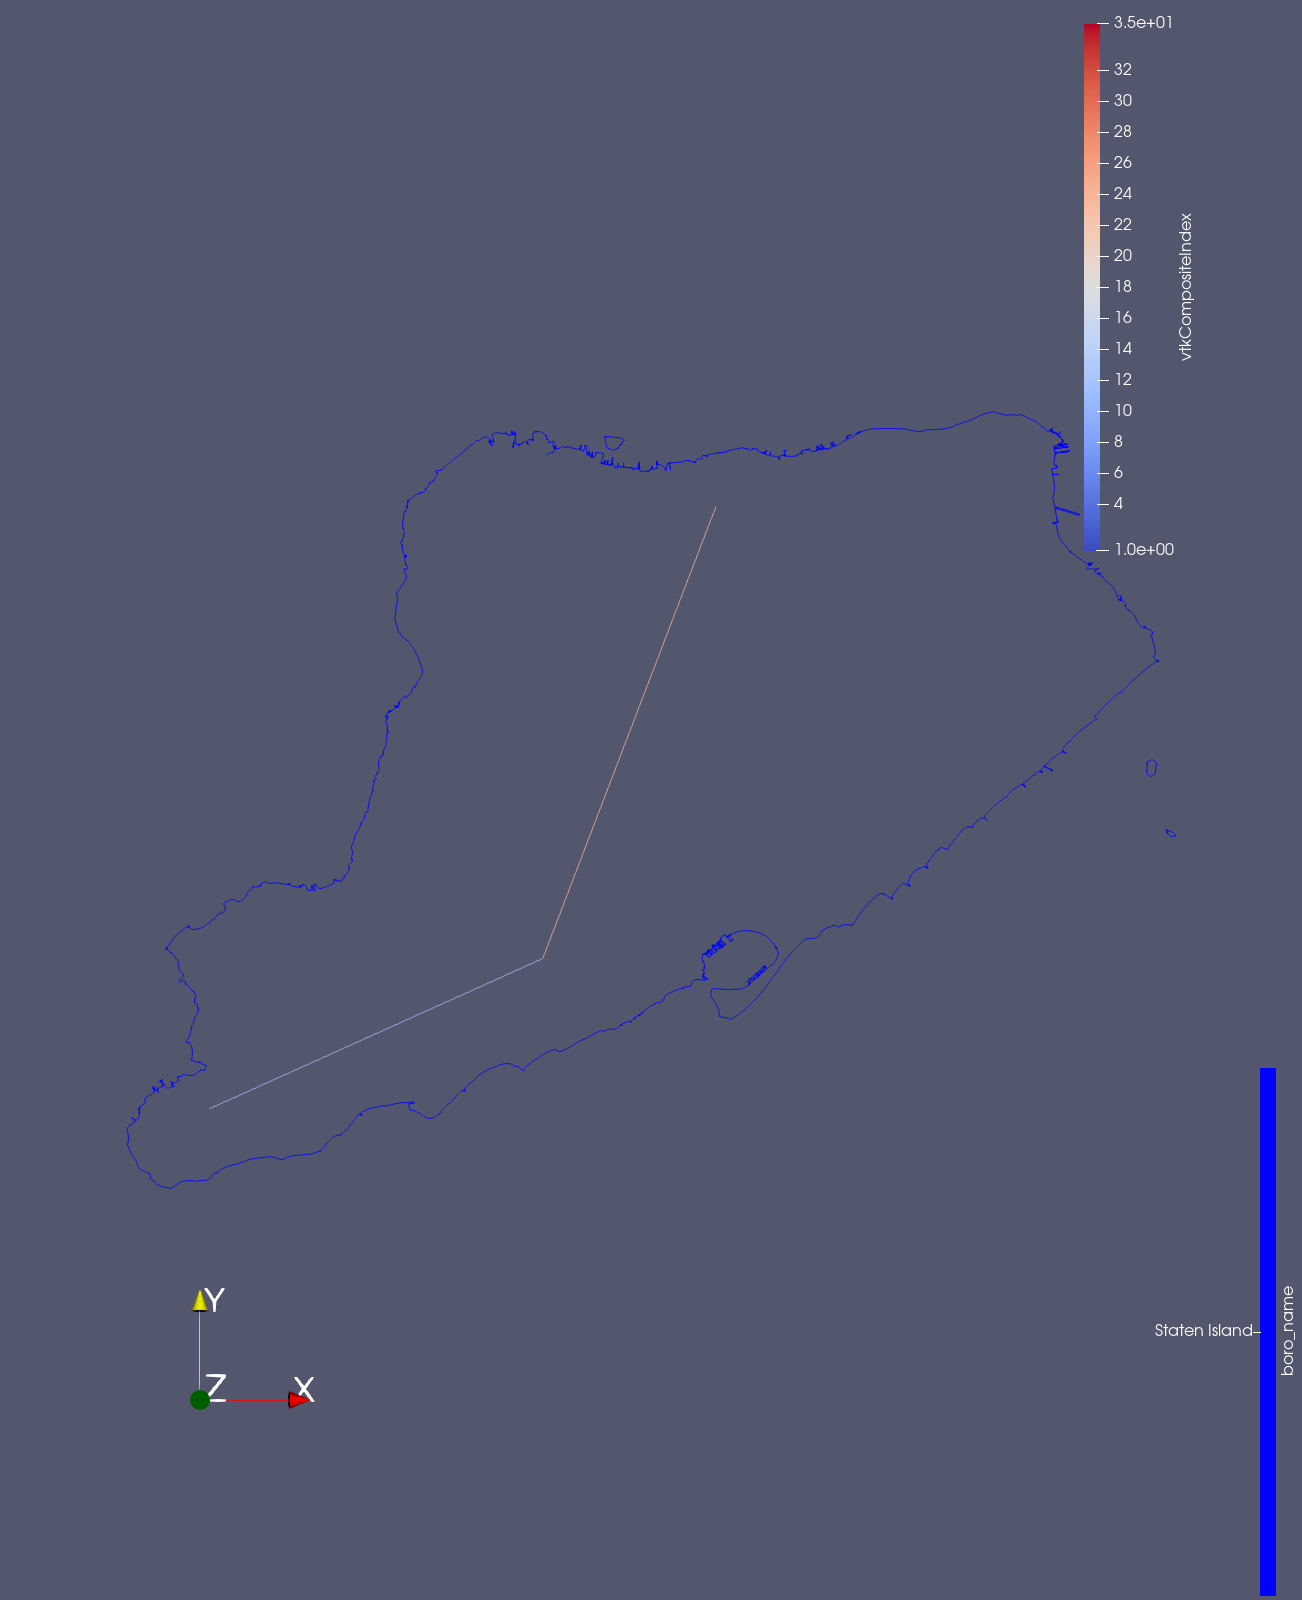 3.5e+01
32
30
28
26
24
22
20
18
16
14
12
10
8
6
4
1.0e+00
vtkCompositeIndex
Staten Island
boro_name
Y
Z
X